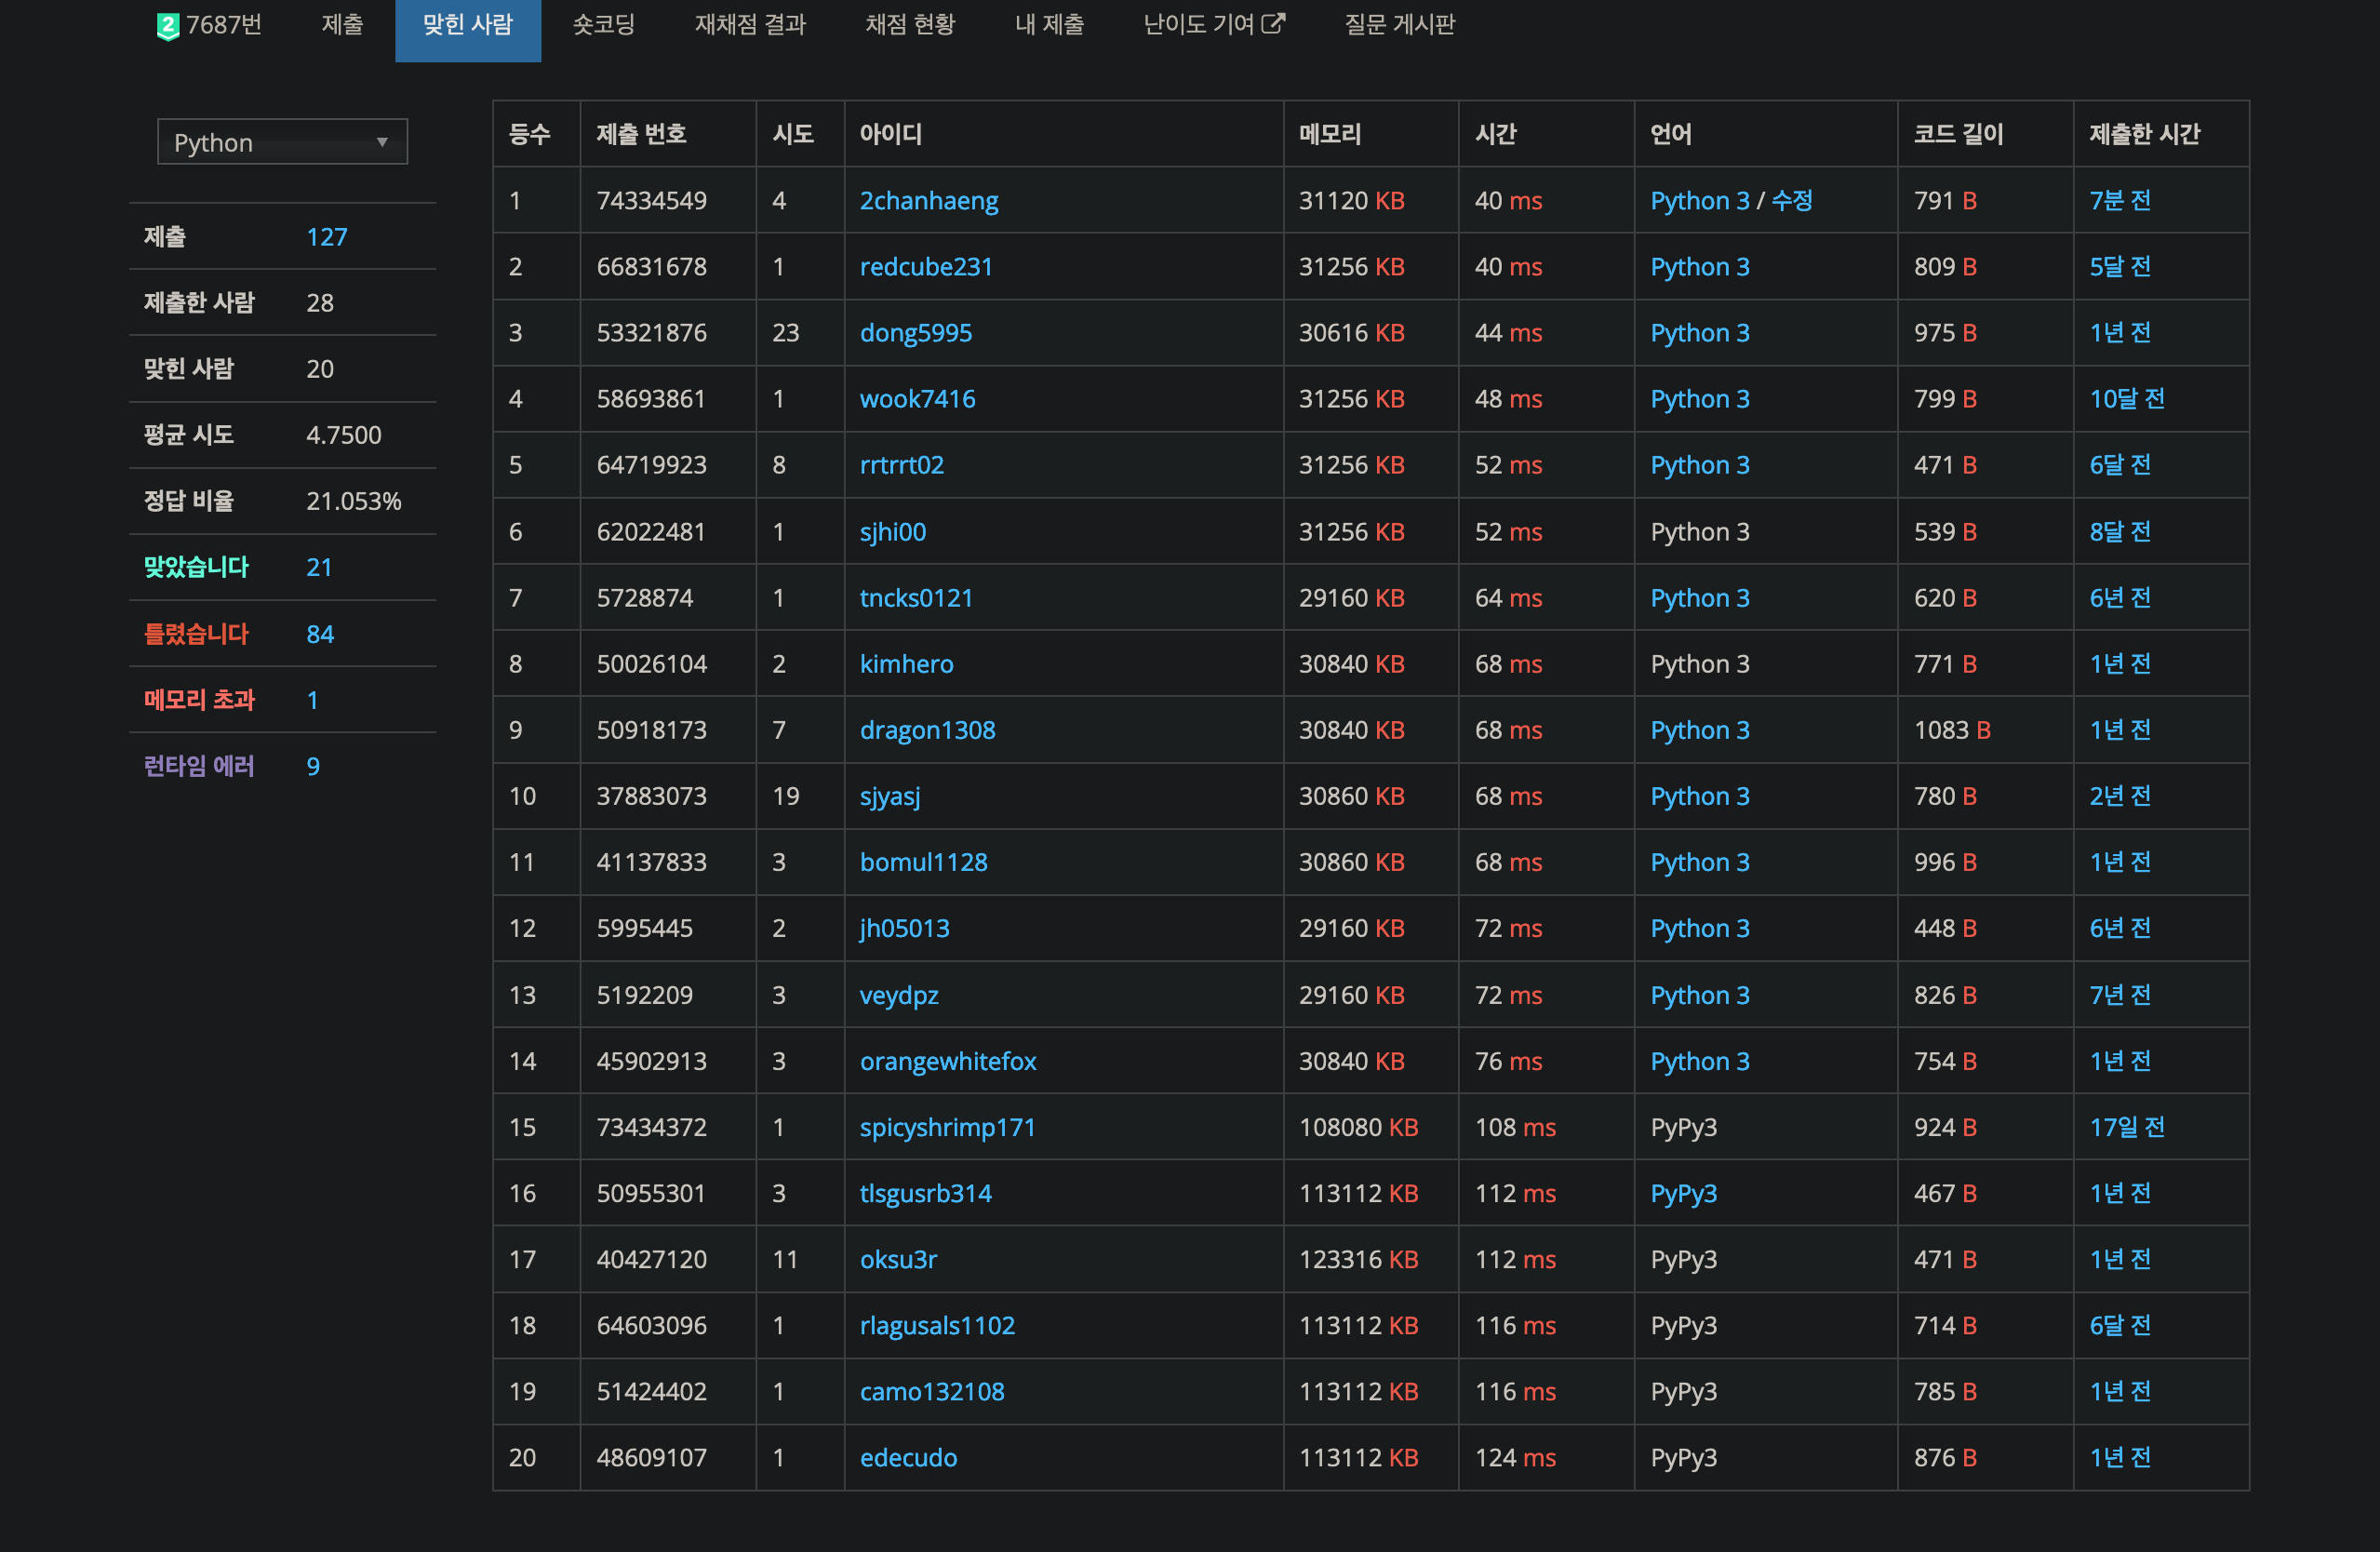 2 7687번 제출 맞힌 사람 숏코딩 재채점 결과 채점 현황 내 제출 난이도 기여 질문 게시판
Python ▼
제출 127
제출한 사람 28
맞힌 사람 20
평균 시도 4.7500
정답 비율 21.053%
맞았습니다 21
틀렸습니다 84
메모리 초과 1
런타임 에러 9
등수 제출 번호 시도 아이디 메모리 시간 언어 코드 길이 제출한 시간
1 74334549 4 2chanhaeng 31120 KB 40 ms Python 3 / 수정 791 B 7분 전
2 66831678 1 redcube231 31256 KB 40 ms Python 3 809 B 5달 전
3 53321876 23 dong5995 30616 KB 44 ms Python 3 975 B 1년 전
4 58693861 1 wook7416 31256 KB 48 ms Python 3 799 B 10달 전
5 64719923 8 rrtrrt02 31256 KB 52 ms Python 3 471 B 6달 전
6 62022481 1 sjhi00 31256 KB 52 ms Python 3 539 B 8달 전
7 5728874 1 tncks0121 29160 KB 64 ms Python 3 620 B 6년 전
8 50026104 2 kimhero 30840 KB 68 ms Python 3 771 B 1년 전
9 50918173 7 dragon1308 30840 KB 68 ms Python 3 1083 B 1년 전
10 37883073 19 sjyasj 30860 KB 68 ms Python 3 780 B 2년 전
11 41137833 3 bomul1128 30860 KB 68 ms Python 3 996 B 1년 전
12 5995445 2 jh05013 29160 KB 72 ms Python 3 448 B 6년 전
13 5192209 3 veydpz 29160 KB 72 ms Python 3 826 B 7년 전
14 45902913 3 orangewhitefox 30840 KB 76 ms Python 3 754 B 1년 전
15 73434372 1 spicyshrimp171 108080 KB 108 ms PyPy3 924 B 17일 전
16 50955301 3 tlsgusrb314 113112 KB 112 ms PyPy3 467 B 1년 전
17 40427120 11 oksu3r 123316 KB 112 ms PyPy3 471 B 1년 전
18 64603096 1 rlagusals1102 113112 KB 116 ms PyPy3 714 B 6달 전
19 51424402 1 camo132108 113112 KB 116 ms PyPy3 785 B 1년 전
20 48609107 1 edecudo 113112 KB 124 ms PyPy3 876 B 1년 전